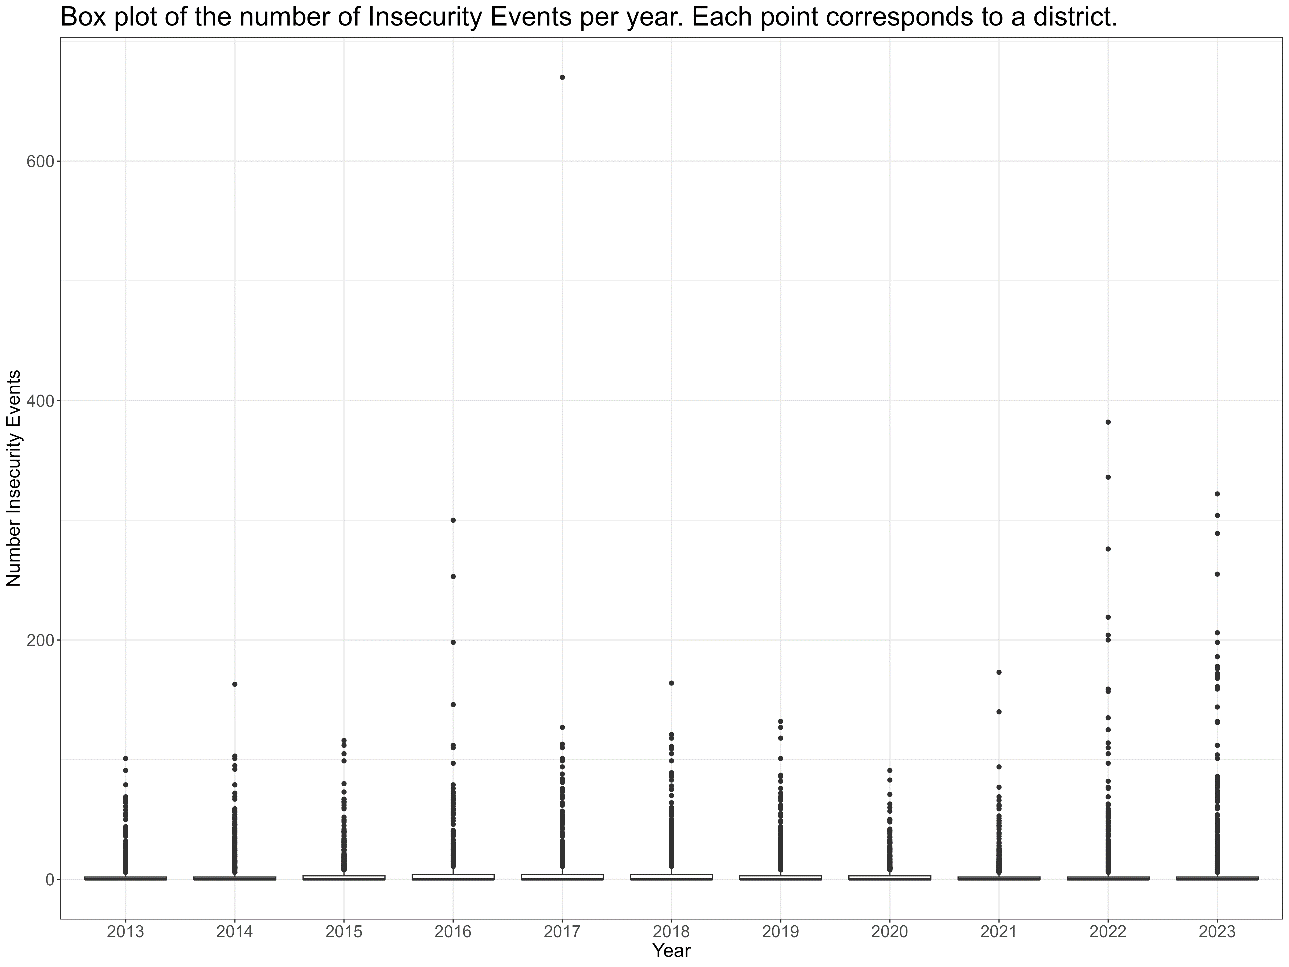 Box plot of the number of Insecurity Events per year. Each point corresponds to a district.
Number Insecurity Events
600
400
200
0
2013 2014 2015 2016 2017 2018 2019 2020 2021 2022 2023
Year